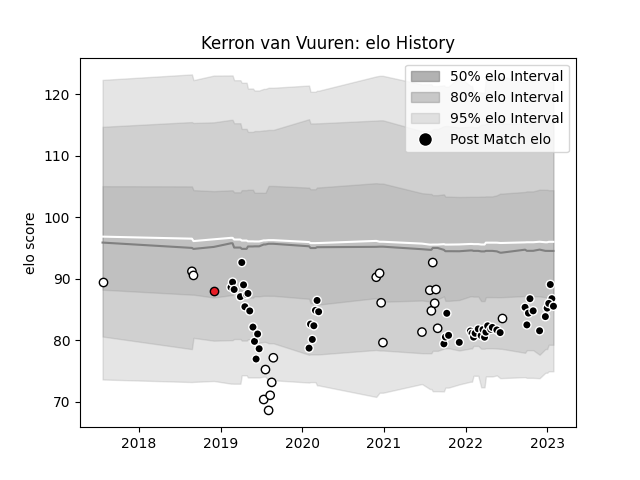 Kerron van Vuuren: elo History
50% elo Interval
80% elo Interval
95% elo Interval
Post Match elo
elo score
120
110
100
90
80
70
2018
2019
2020
2021
2022
2023